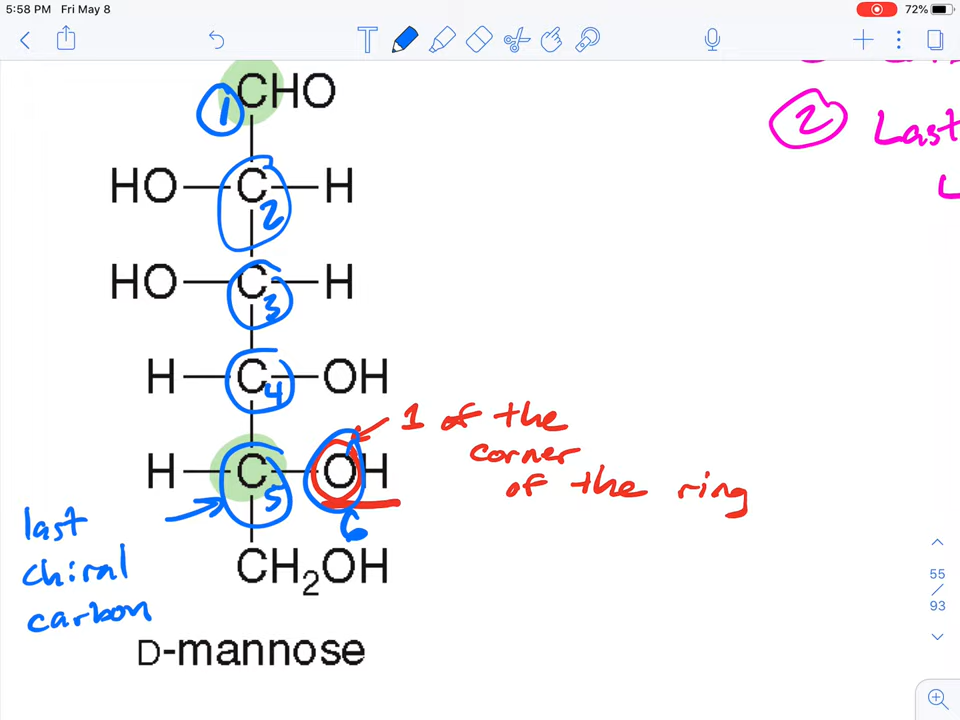 5:58 PM Fri May 8
72%
CHO
1
HO C H
2
② Last
HO C H
3
H C OH
4
1 of the
corner
of the ring
H C OH
5
6
last
chiral
carbon
CH₂OH
D-mannose
55
/
93